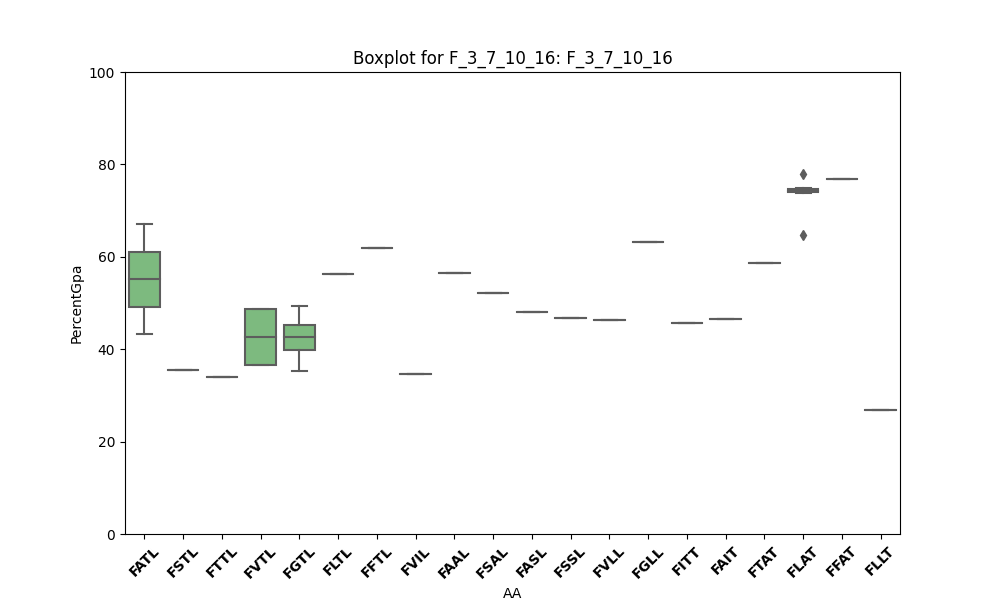 Boxplot for F_3_7_10_16: F_3_7_10_16
100
80
60
40
20
0
PercentGpa
FATL FSTL FTTL FVTL FGTL FLTL FFTL FVIL FAAL FSAL FASL FSSL FVLL FGLL FITT FAIT FTAT FLAT FFAT FLLT
AA